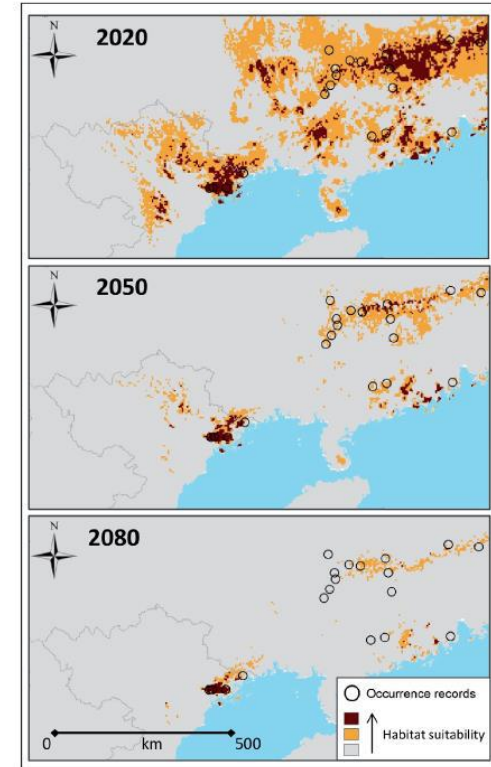 N
2020
N
2050
N
2080
Occurrence records
Habitat suitability
0 km 500